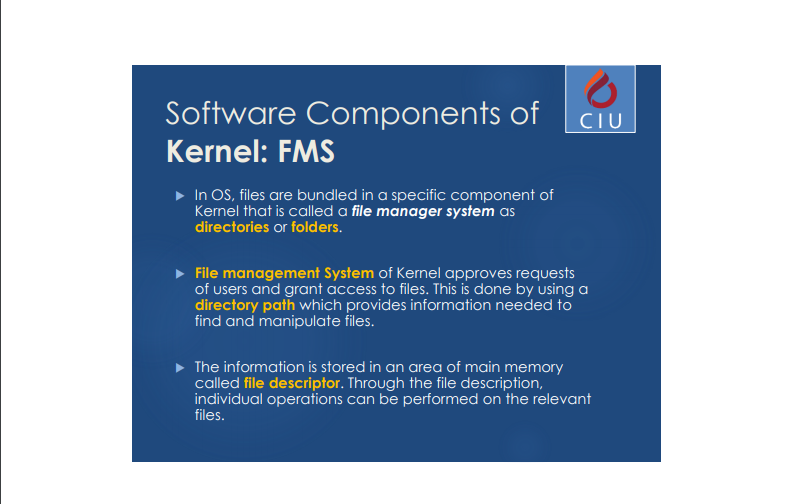 Software Components of
Kernel: FMS
CIU
In OS, files are bundled in a specific component of
Kernel that is called a file manager system as
directories or folders.
File management System of Kernel approves requests
of users and grant access to files. This is done by using a
directory path which provides information needed to
find and manipulate files.
The information is stored in an area of main memory
called file descriptor. Through the file description,
individual operations can be performed on the relevant
files.